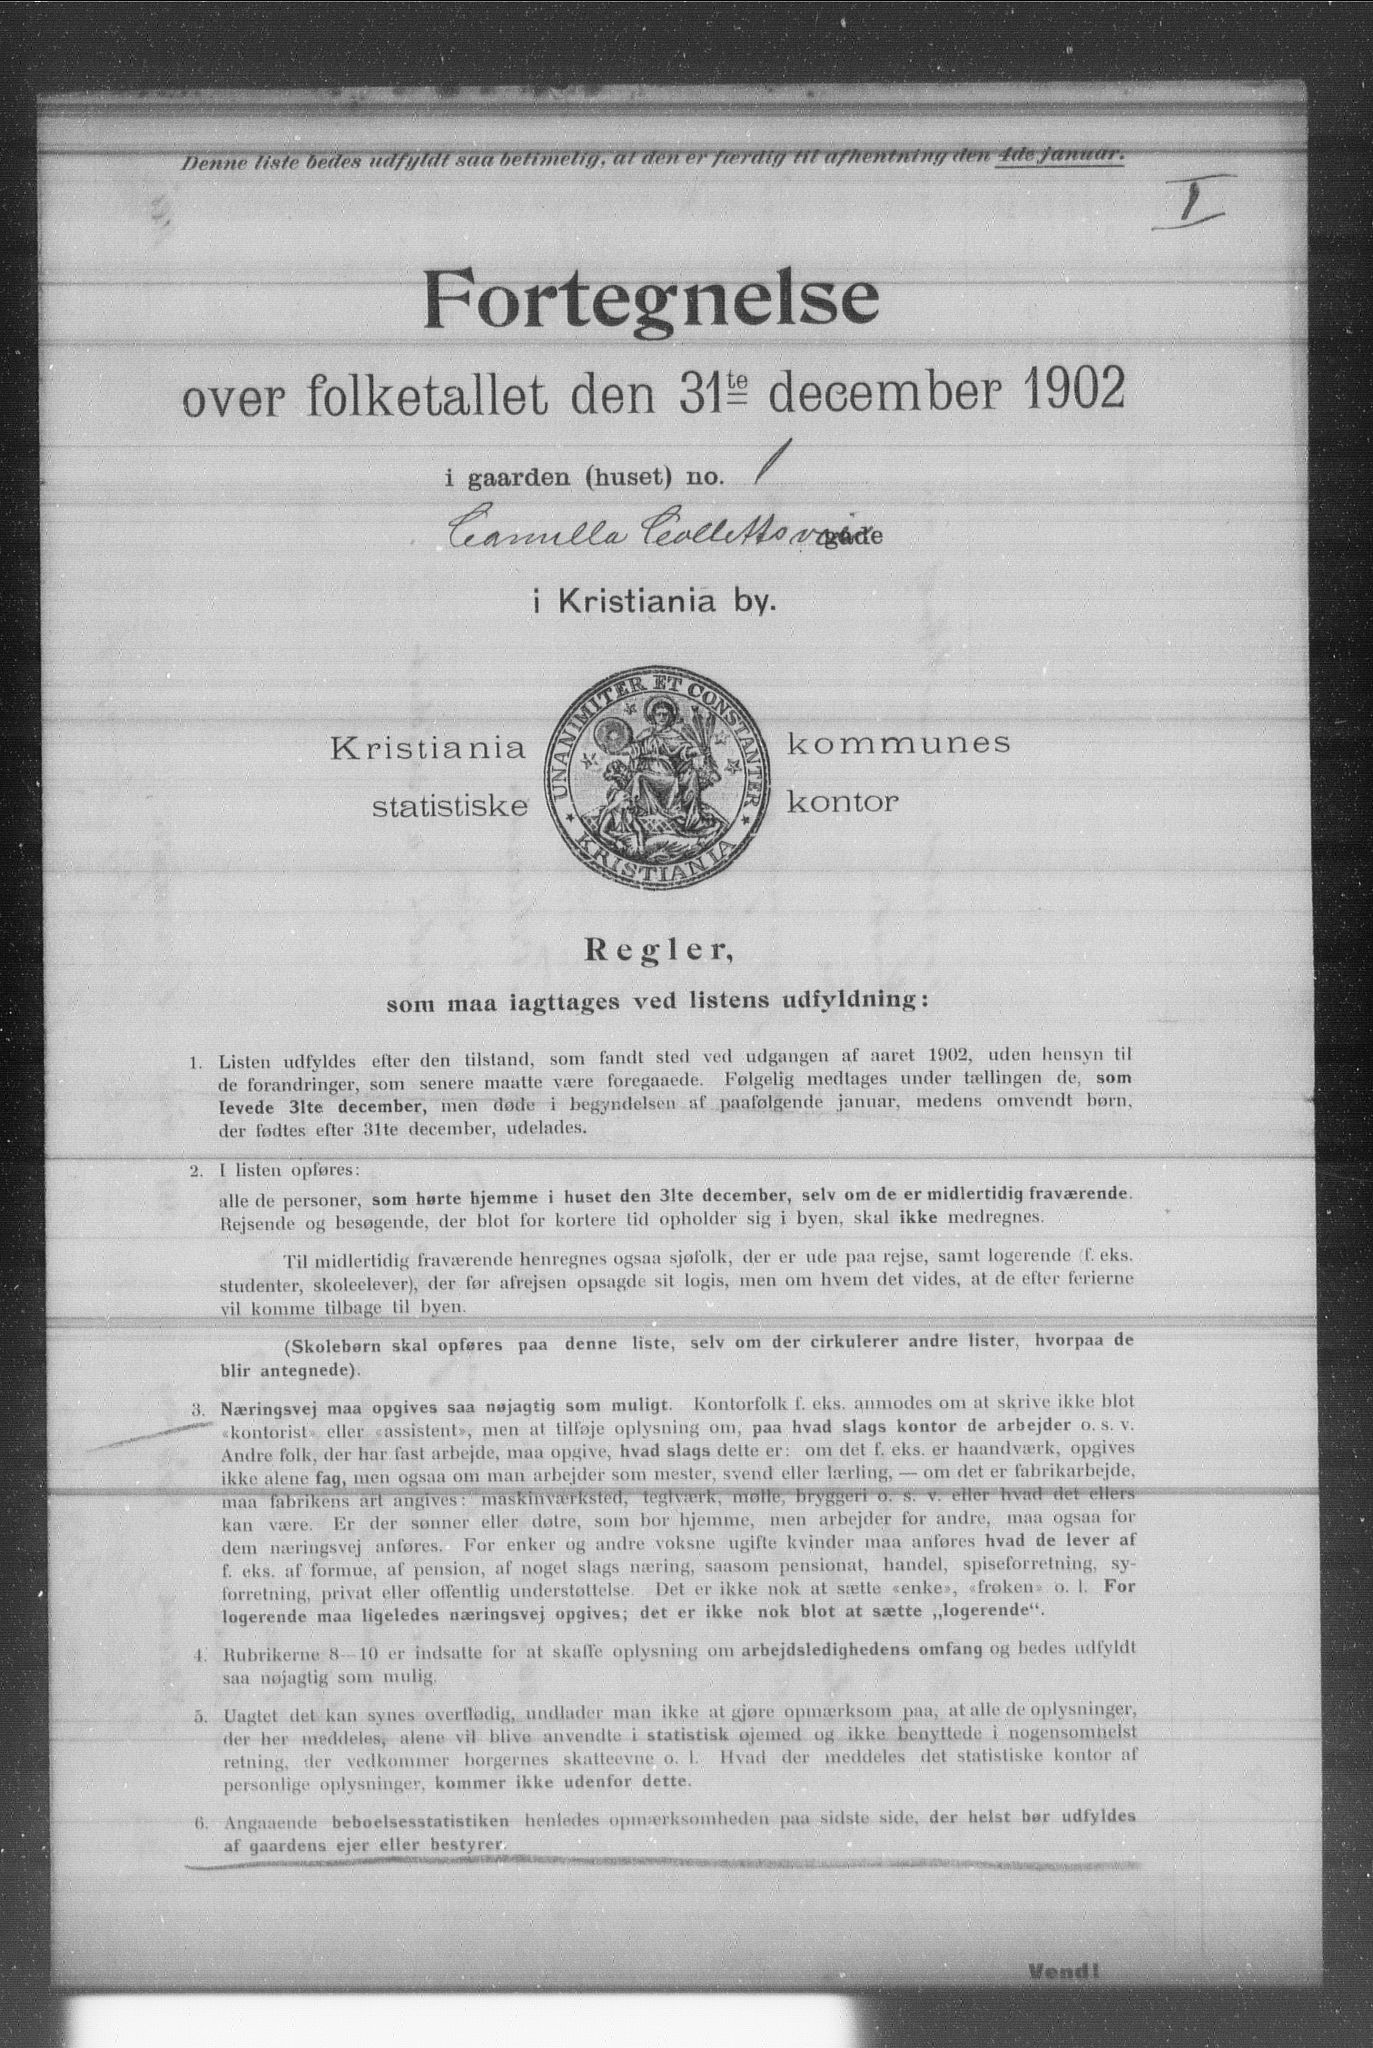 Denne liste bedes udfyldt saa betimelig, at den er færdig til afhentning den 4de januar.
I
Fortegnelse
over folketallet den 31te december 1902
i gaarden (huset) no. 1
Camilla Collettsvei gade
i Kristiania by.
UNANIMITER ET CONSTANTER
KRISTIANIA
Kristiania kommunes
statistiske kontor
Regler,
som maa iagttages ved listens udfyldning:
1. Listen udfyldes efter den tilstand, som fandt sted ved udgangen af aaret 1902, uden hensyn til
de forandringer, som senere maatte være foregaaede. Følgelig medtages under tællingen de, som
levede 31te december, men døde i begyndelsen af paafølgende januar, medens omvendt børn,
der fødtes efter 31te december, udelades.
2. I listen opføres:
alle de personer, som hørte hjemme i huset den 31te december, selv om de er midlertidig fraværende.
Rejsende og besøgende, der blot for kortere tid opholder sig i byen, skal ikke medregnes.
Til midlertidig fraværende henregnes ogsaa sjøfolk, der er ude paa rejse, samt logerende (f. eks.
studenter, skoleelever), der før afrejsen opsagde sit logis, men om hvem det vides, at de efter ferierne
vil komme tilbage til byen.
(Skolebørn skal opføres paa denne liste, selv om der cirkulerer andre lister, hvorpaa de
blir antegnede).
3. Næringsvej maa opgives saa nøjagtig som muligt. Kontorfolk f. eks. anmodes om at skrive ikke blot
«kontorist» eller «assistent», men at tilføje oplysning om, paa hvad slags kontor de arbejder o. s. v.
Andre folk, der har fast arbejde, maa opgive, hvad slags dette er: om det f. eks. er haandværk, opgives
ikke alene fag, men ogsaa om man arbejder som mester, svend eller lærling, — om det er fabrikarbejde,
maa fabrikens art angives: maskinværksted, teglværk, mølle, bryggeri o. s. v. eller hvad det ellers
kan være. Er der sønner eller døtre, som bor hjemme, men arbejder for andre, maa ogsaa for
dem næringsvej anføres. For enker og andre voksne ugifte kvinder maa anføres hvad de lever af
f. eks. af formue, af pension, af noget slags næring, saasom pensionat, handel, spiseforretning, sy-
forretning, privat eller offentlig understøttelse. Det er ikke nok at sætte «enke», «frøken» o. l. For
logerende maa ligeledes næringsvej opgives; det er ikke nok blot at sætte „logerende“.
4. Rubrikerne 8—10 er indsatte for at skaffe oplysning om arbejdsledighedens omfang og bedes udfyldt
saa nøjagtig som mulig.
5. Uagtet det kan synes overflødig, undlader man ikke at gjøre opmærksom paa, at alle de oplysninger,
der her meddeles, alene vil blive anvendte i statistisk øjemed og ikke benyttede i nogensomhelst
retning, der vedkommer borgernes skatteevne o. l. Hvad der meddeles det statistiske kontor af
personlige oplysninger, kommer ikke udenfor dette.
6. Angaaende beboelsesstatistiken henledes opmærksomheden paa sidste side, der helst bør udfyldes
af gaardens ejer eller bestyrer.
Vend!